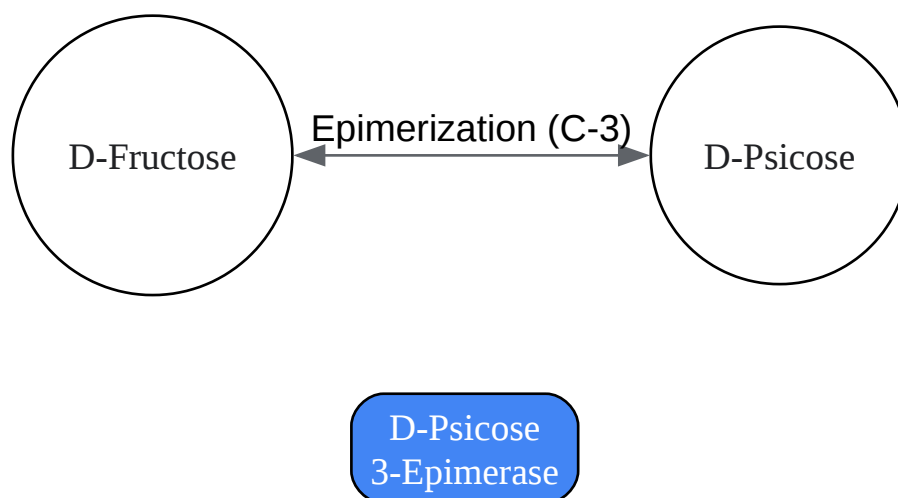 Epimerization (C-3)
D-Fructose
D-Psicose
D-Psicose
3-Epimerase